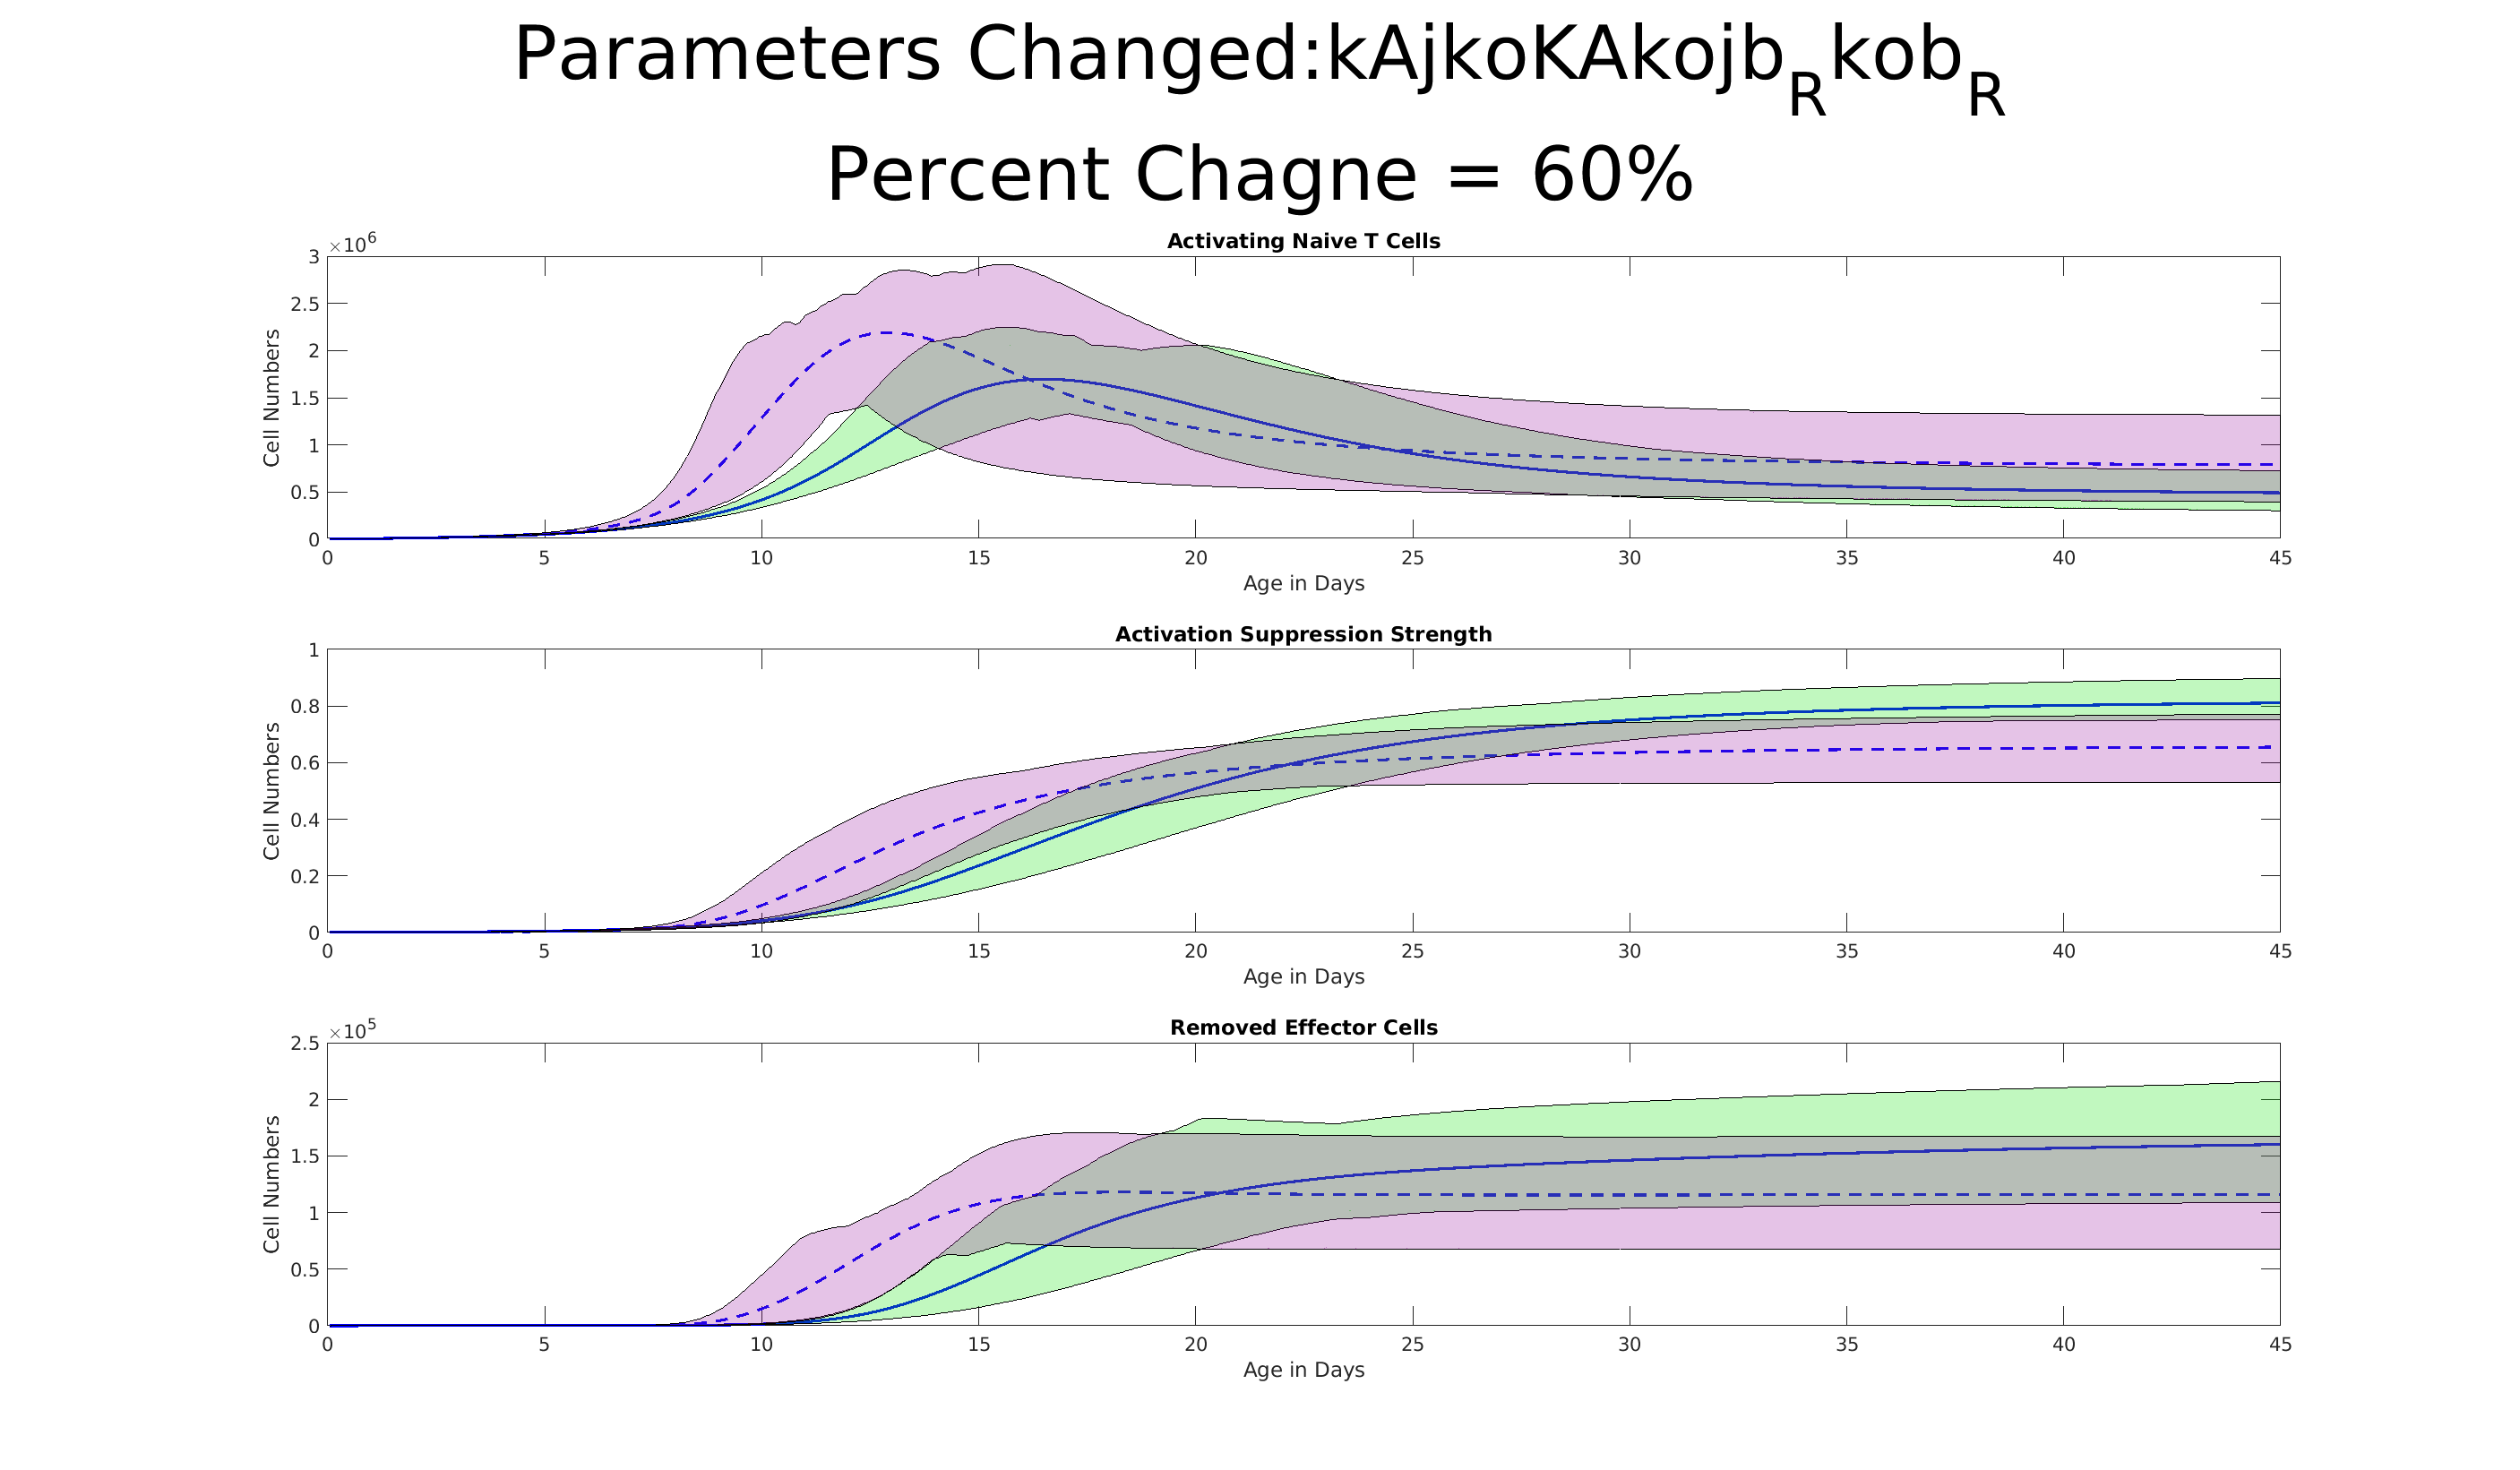 Parameters Changed:kAjkoKAkojb_Rkob_R
Percent Chagne = 60%
Activating Naive T Cells
×10^6
3
2.5
2
1.5
1
0.5
0
Cell Numbers
0 5 10 15 20 25 30 35 40 45
Age in Days
Activation Suppression Strength
1
0.8
0.6
0.4
0.2
0
Cell Numbers
0 5 10 15 20 25 30 35 40 45
Age in Days
Removed Effector Cells
×10^5
2.5
2
1.5
1
0.5
0
Cell Numbers
0 5 10 15 20 25 30 35 40 45
Age in Days